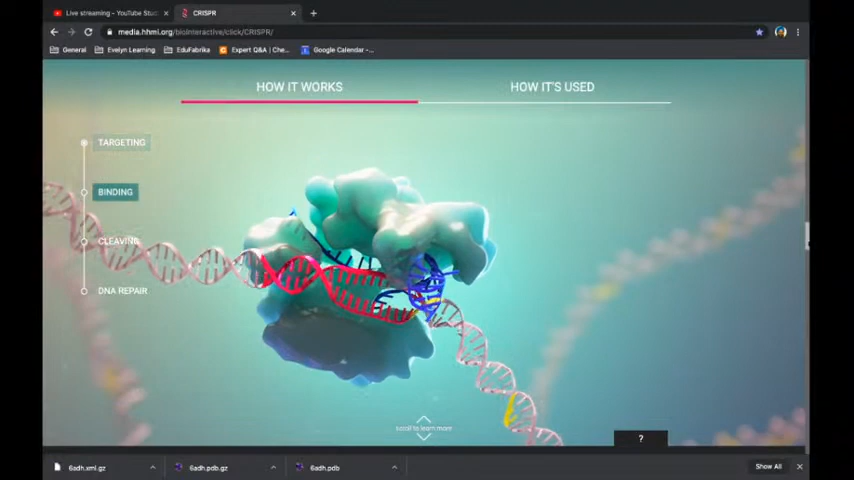 Live streaming - YouTube Stud
CRISPR
media.hhmi.org/biointeractive/click/CRISPR/
General
Evelyn Learning
EduFabrika
Expert Q&A | Che...
Google Calendar -...
HOW IT WORKS
HOW IT'S USED
TARGETING
BINDING
CLEAVING
DNA REPAIR
scroll to learn more
?
6adh.xml.gz
6adh.pdb.gz
6adh.pdb
Show All